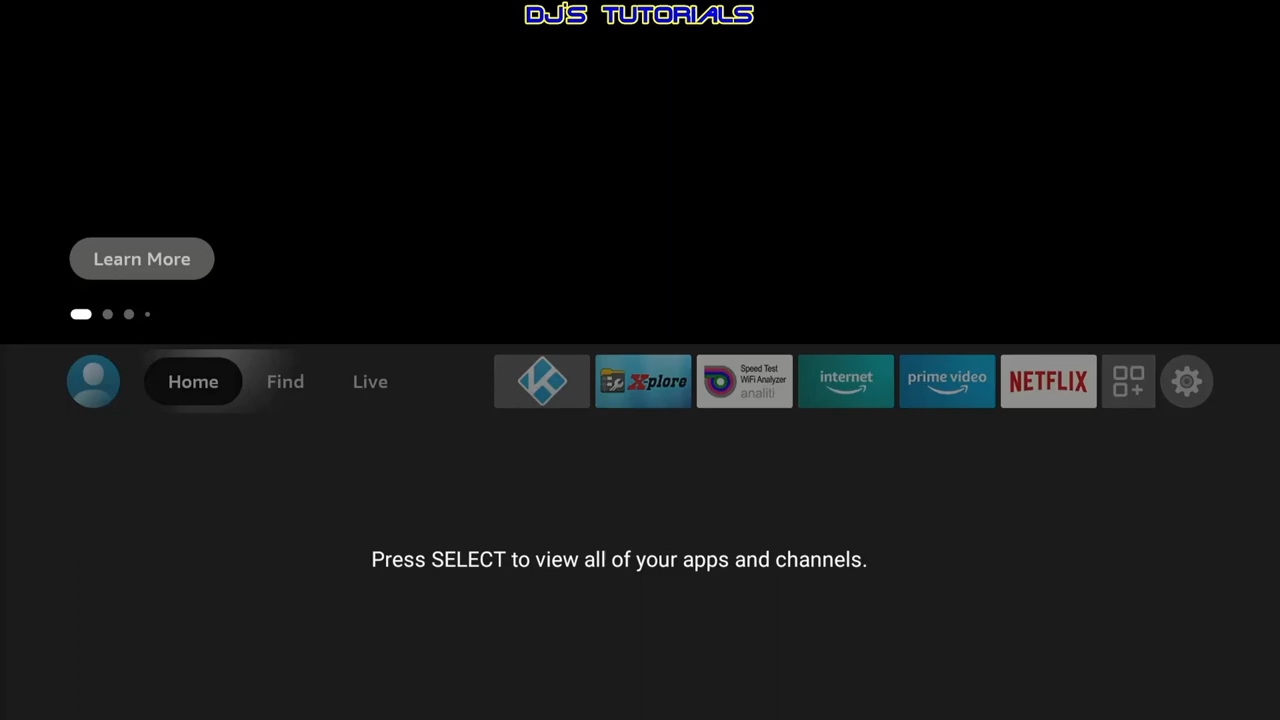 DJ'S TUTORIALS
Learn More
Home Find Live
X-plore
Speed Test
WiFi Analyzer
analiti
internet
prime video
NETFLIX
Press SELECT to view all of your apps and channels.